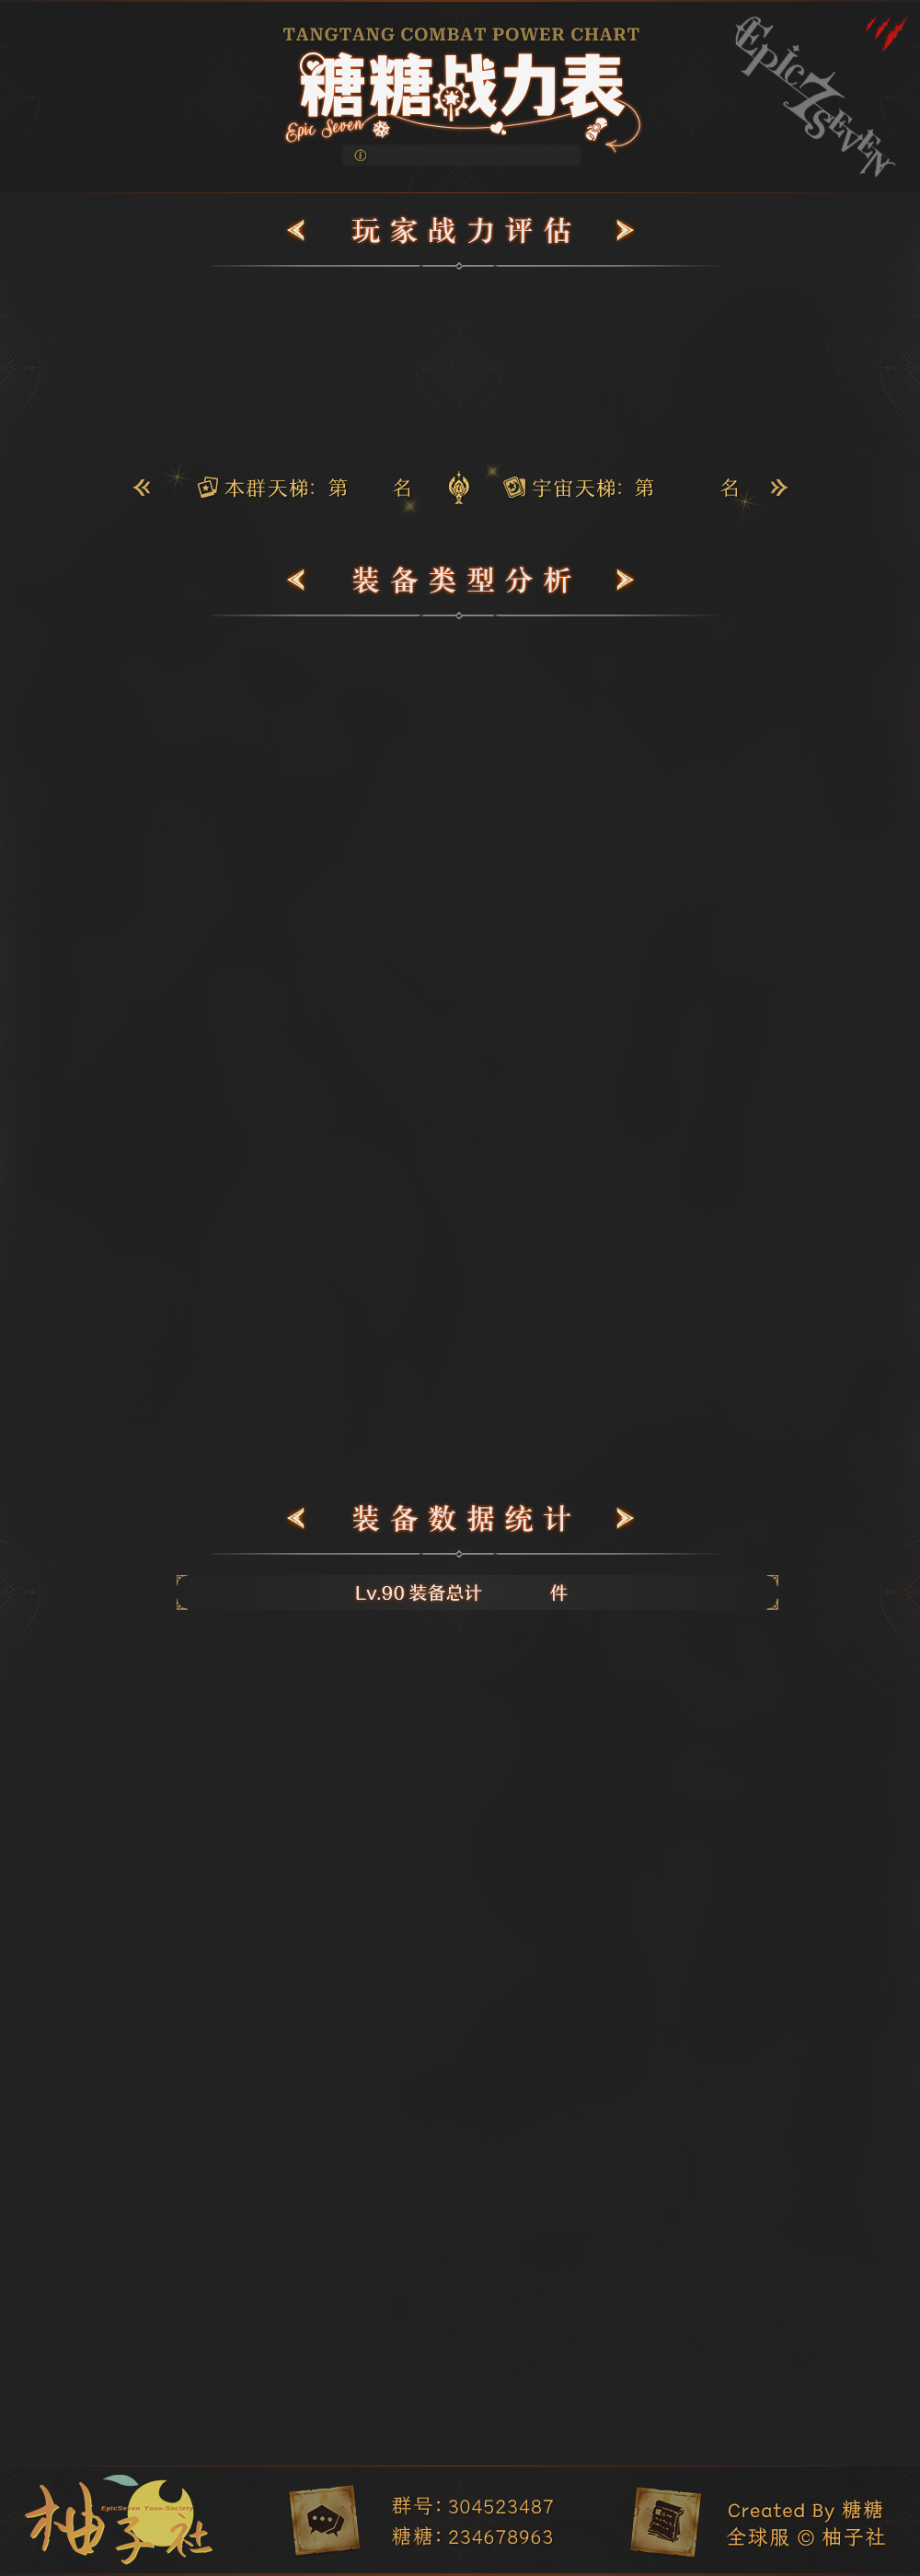 TANGTANG COMBAT POWER CHART
糖糖战力表
Epic Seven
Epic 7 SEVEN
玩家战力评估
本群天梯: 第 名 宇宙天梯: 第 名
装备类型分析
装备数据统计
Lv.90 装备总计 件
柚子社
EpicSeven Yuzu-Society
群号: 304523487
糖糖: 234678963
Created By 糖糖
全球服 © 柚子社